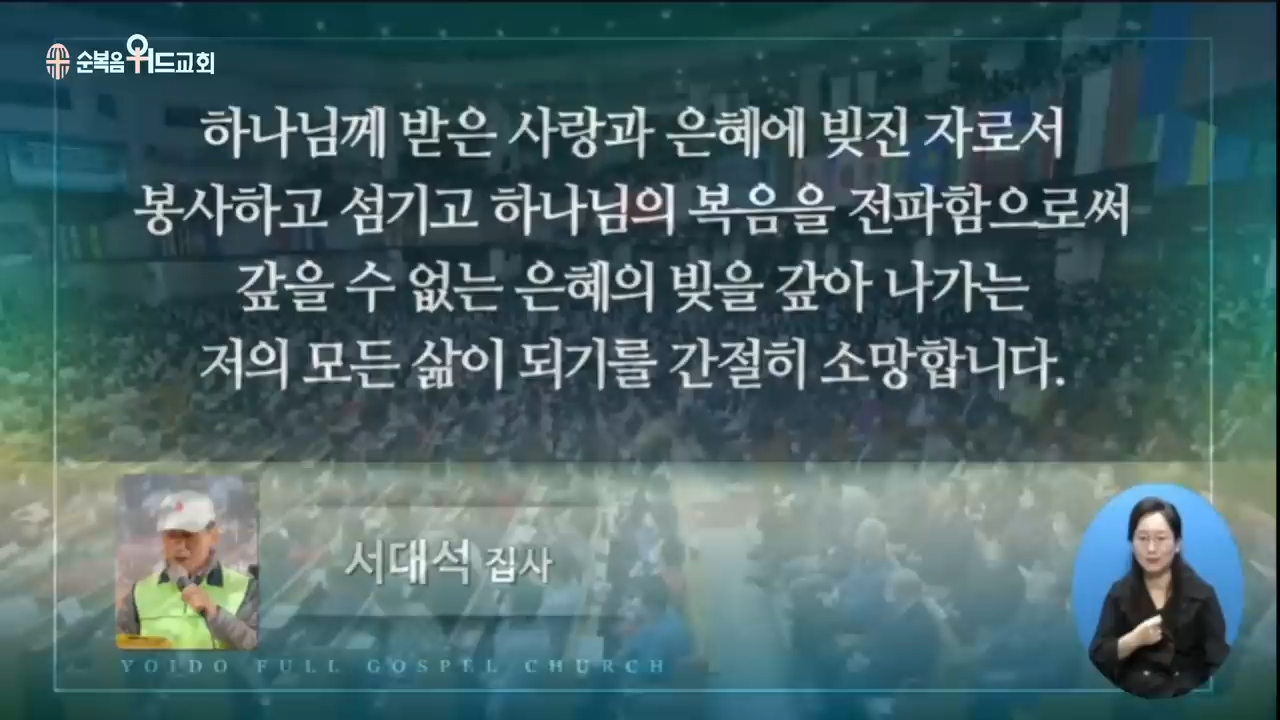 순복음위드교회
하나님께 받은 사랑과 은혜에 빚진 자로서
봉사하고 섬기고 하나님의 복음을 전파함으로써
갚을 수 없는 은혜의 빚을 갚아 나가는
저의 모든 삶이 되기를 간절히 소망합니다.
서대석 집사
YOIDO FULL GOSPEL CHURCH